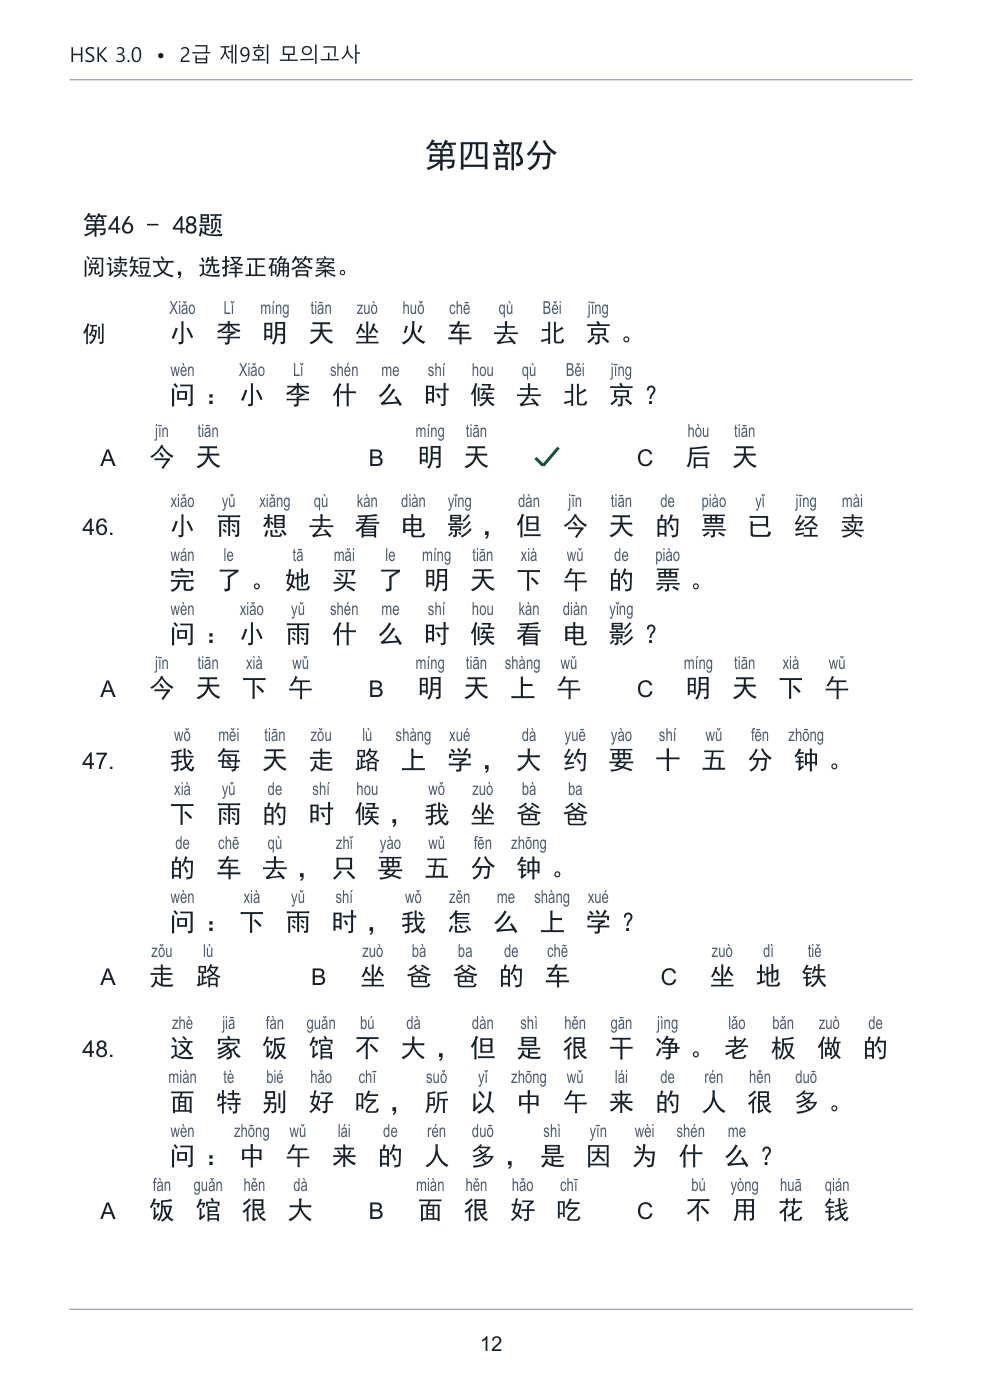 HSK 3.0 • 2급 제9회 모의고사
第四部分
第46 － 48题
阅读短文，选择正确答案。
Xiǎo Lǐ míng tiān zuò huǒ chē qù Běi jīng
例 小李明天坐火车去北京。
wèn Xiǎo Lǐ shén me shí hou qù Běi jīng
问：小李什么时候去北京？
jīn tiān míng tiān hòu tiān
A 今天 B 明天 ✓ C 后天
xiǎo yǔ xiǎng qù kàn diàn yǐng dàn jīn tiān de piào yǐ jīng mài
46. 小雨想去看电影，但今天的票已经卖
wán le tā mǎi le míng tiān xià wǔ de piào
完了。她买了明天下午的票。
wèn xiǎo yǔ shén me shí hou kàn diàn yǐng
问：小雨什么时候看电影？
jīn tiān xià wǔ míng tiān shàng wǔ míng tiān xià wǔ
A 今天下午 B 明天上午 C 明天下午
wǒ měi tiān zǒu lù shàng xué dà yuē yào shí wǔ fēn zhōng
47. 我每天走路上学，大约要十五分钟。
xià yǔ de shí hou wǒ zuò bà ba
下雨的时候，我坐爸爸
de chē qù zhǐ yào wǔ fēn zhōng
的车去，只要五分钟。
wèn xià yǔ shí wǒ zěn me shàng xué
问：下雨时，我怎么上学？
zǒu lù zuò bà ba de chē zuò dì tiě
A 走路 B 坐爸爸的车 C 坐地铁
zhè jiā fàn guǎn bú dà dàn shì hěn gān jìng lǎo bǎn zuò de
48. 这家饭馆不大，但是很干净。老板做的
miàn tè bié hǎo chī suǒ yǐ zhōng wǔ lái de rén hěn duō
面特别好吃，所以中午来的人很多。
wèn zhōng wǔ lái de rén duō shì yīn wèi shén me
问：中午来的人多，是因为什么？
fàn guǎn hěn dà miàn hěn hǎo chī bú yòng huā qián
A 饭馆很大 B 面很好吃 C 不用花钱
12